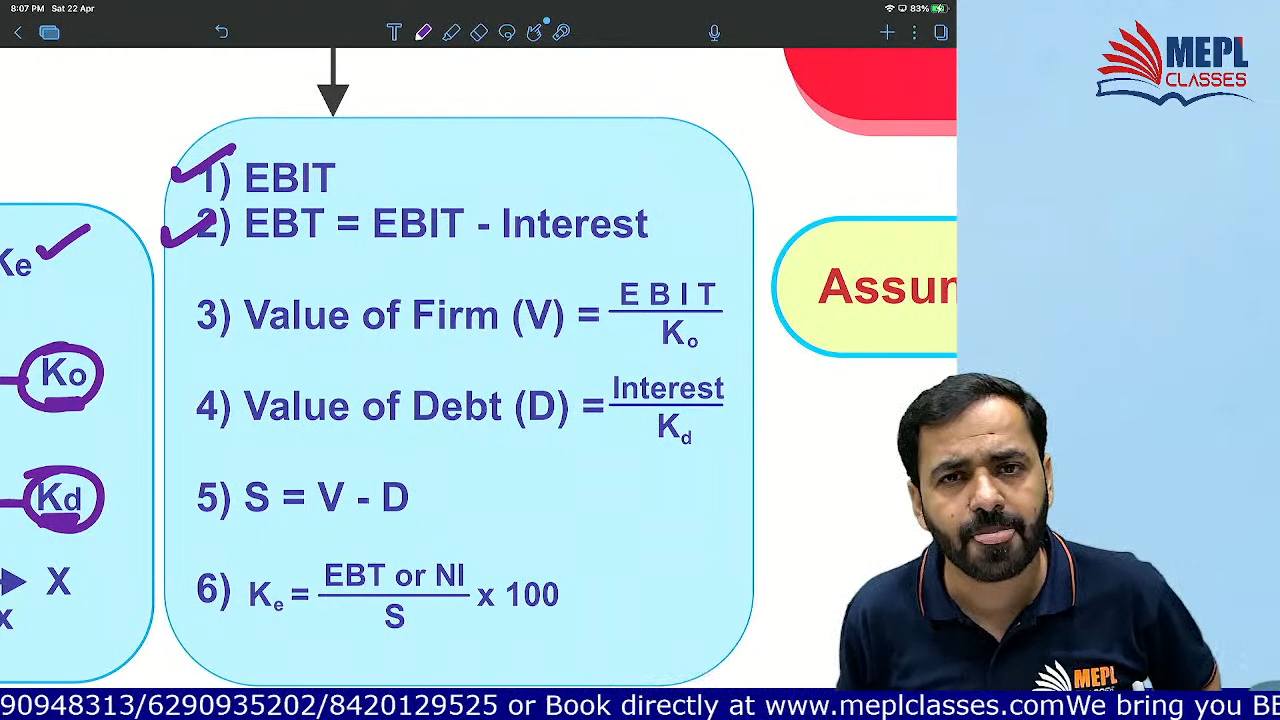 8:07 PM Sat 22 Apr
83%
MEPL
CLASSES
1) EBIT
2) EBT = EBIT - Interest
3) Value of Firm (V) = E B I T / Ko
4) Value of Debt (D) = Interest / Kd
5) S = V - D
6) Ke = EBT or NI / S x 100
Ke
Ko
Kd
X
x
Assum
MEPL
90948313/6290935202/8420129525 or Book directly at www.meplclasses.comWe bring you BE